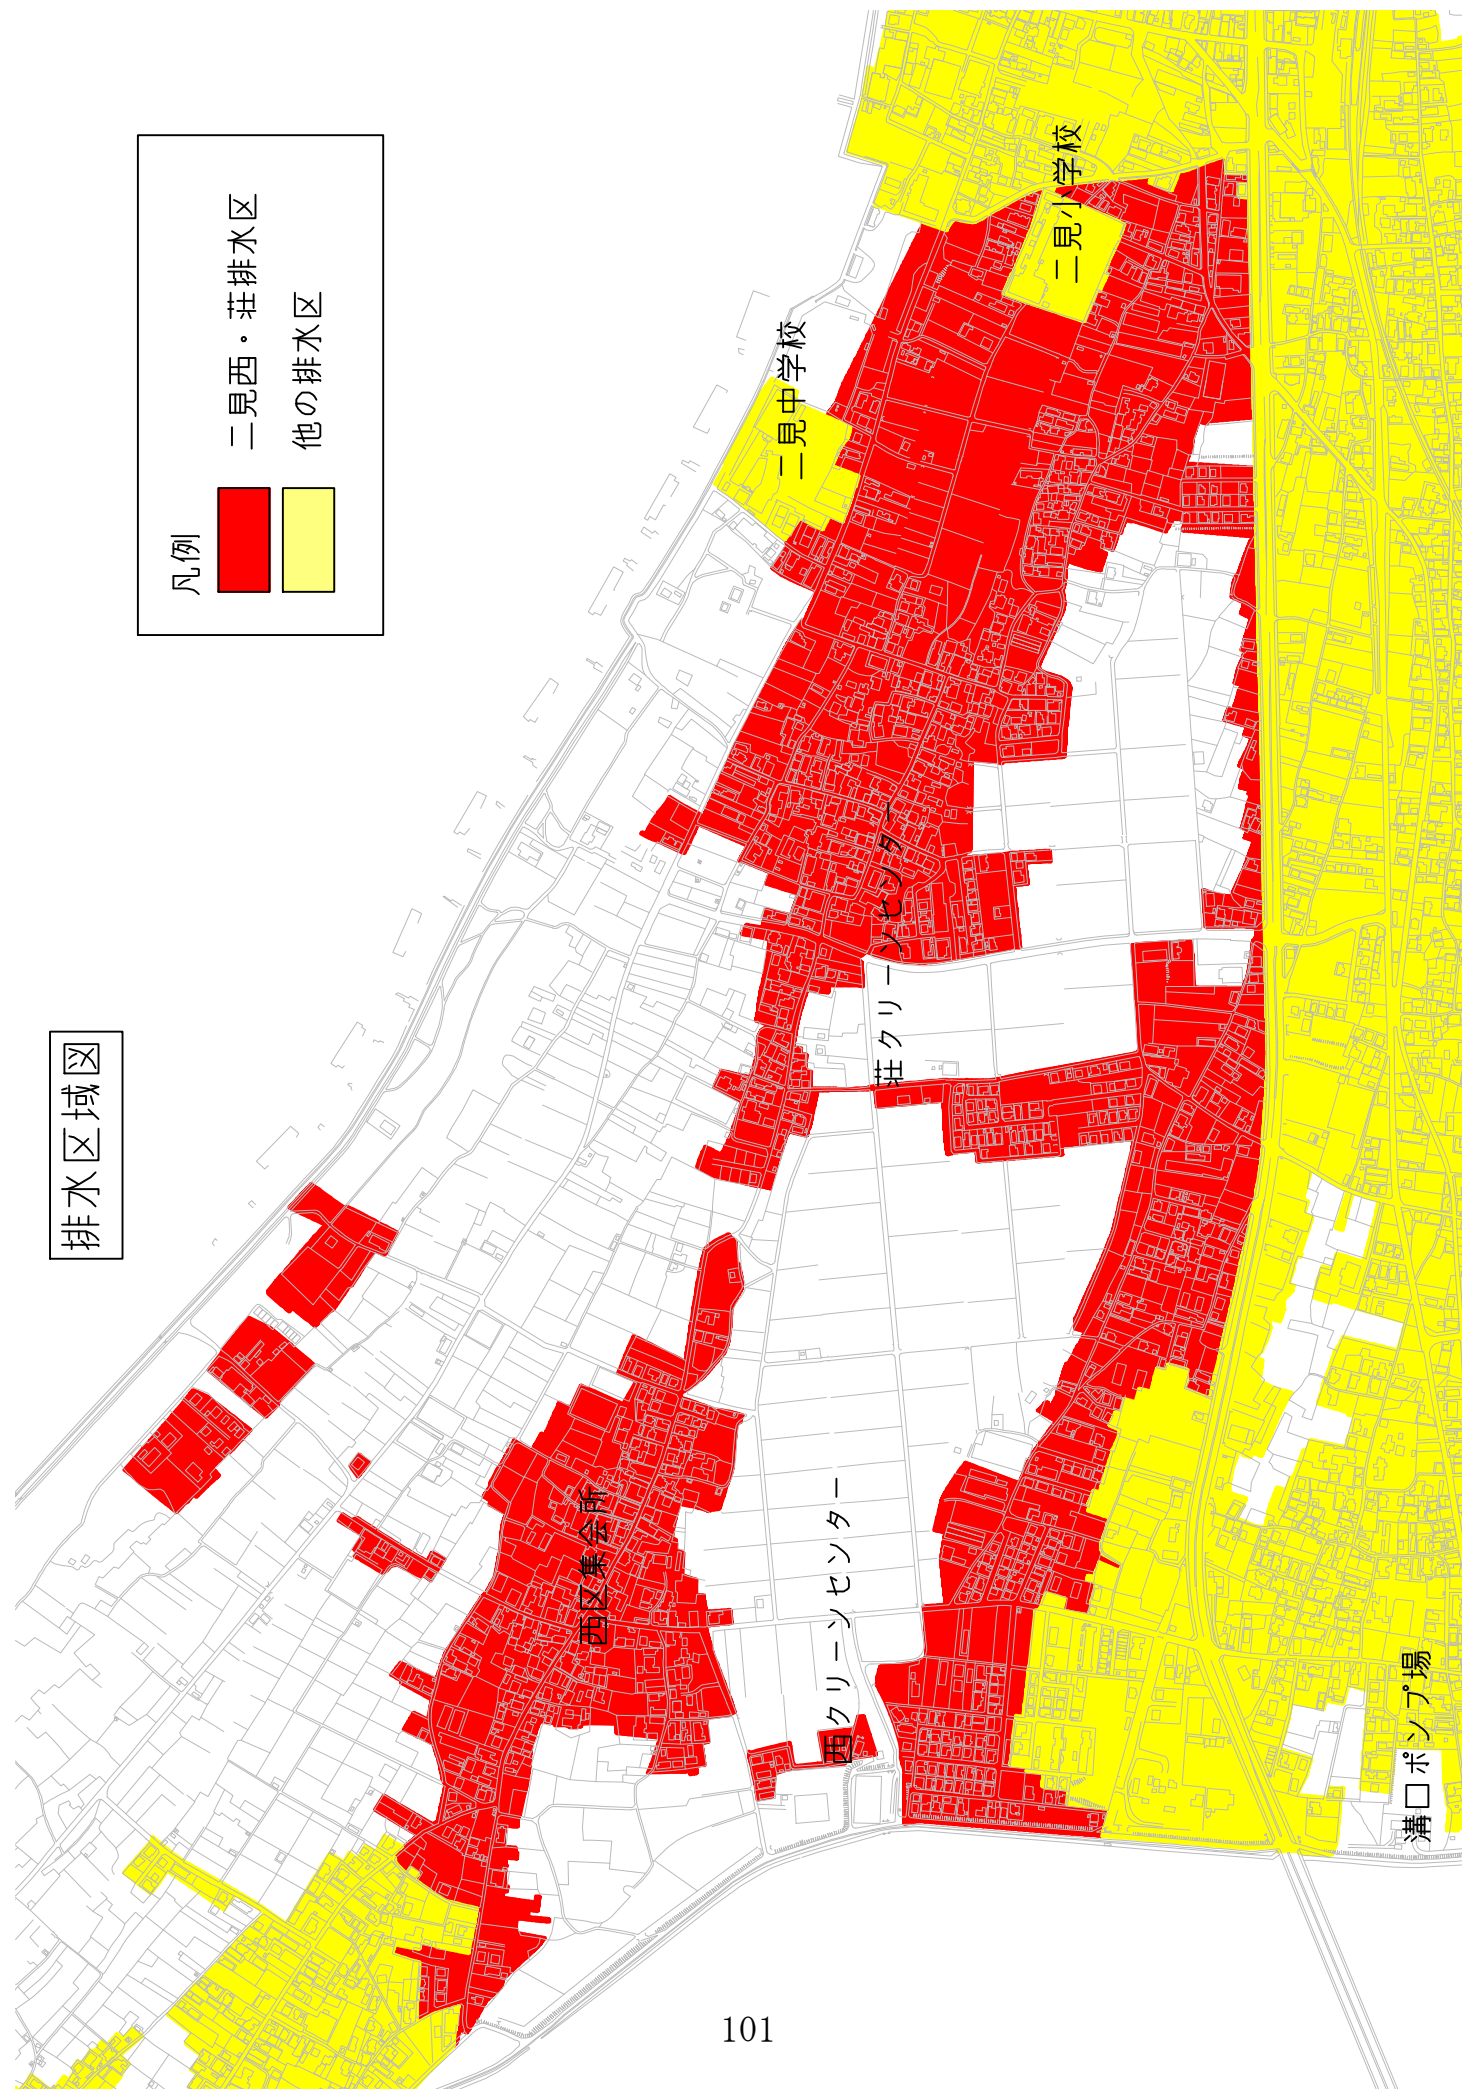 排水区域図
凡例
二見西・荘排水区
他の排水区
二見中学校
二見小学校
荘クリーンセンター
西区集会所
西クリーンセンター
溝口ポンプ場
101